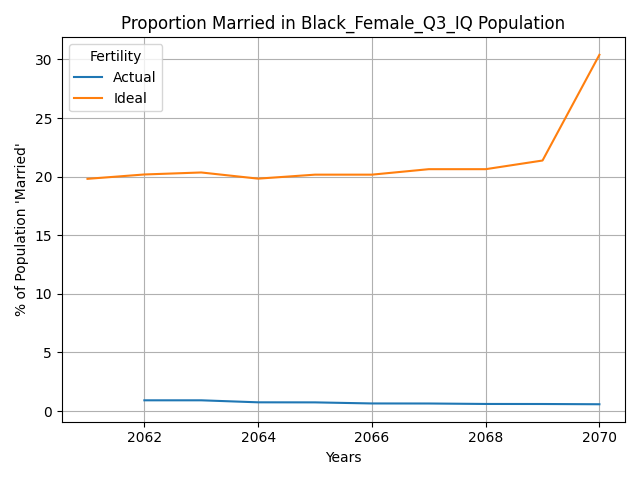 Proportion Married in Black_Female_Q3_IQ Population
Fertility
Actual
Ideal
% of Population 'Married'
30
25
20
15
10
5
0
2062 2064 2066 2068 2070
Years